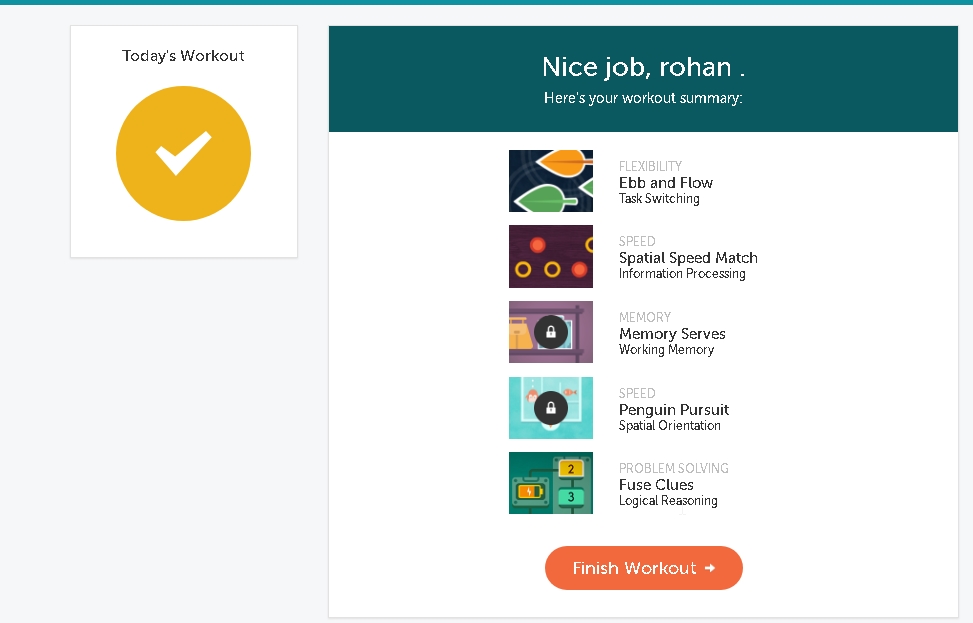 Today's Workout
Nice job, rohan .
Here's your workout summary:
FLEXIBILITY
Ebb and Flow
Task Switching
SPEED
Spatial Speed Match
Information Processing
MEMORY
Memory Serves
Working Memory
SPEED
Penguin Pursuit
Spatial Orientation
2
3
PROBLEM SOLVING
Fuse Clues
Logical Reasoning
Finish Workout